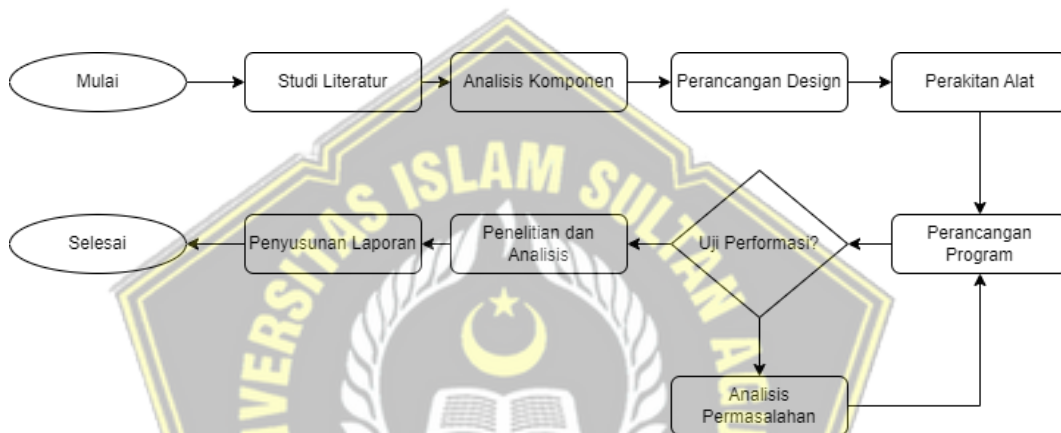 Mulai
Studi Literatur
Analisis Komponen
Perancangan Design
Perakitan Alat
Selesai
Penyusunan Laporan
Penelitian dan
Analisis
Uji Performasi?
Perancangan
Program
Analisis
Permasalahan
ISLAM SULTAN